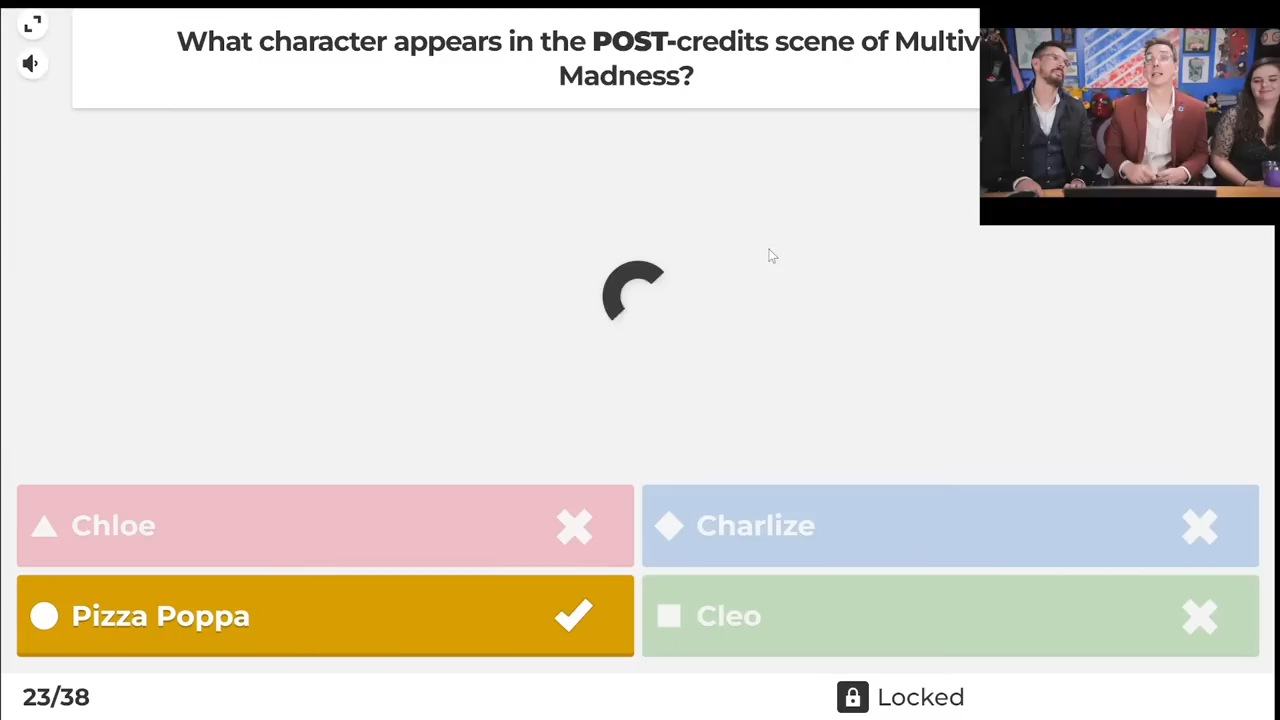 What character appears in the POST-credits scene of Multiv
Madness?
Chloe
Charlize
Pizza Poppa
Cleo
23/38
Locked